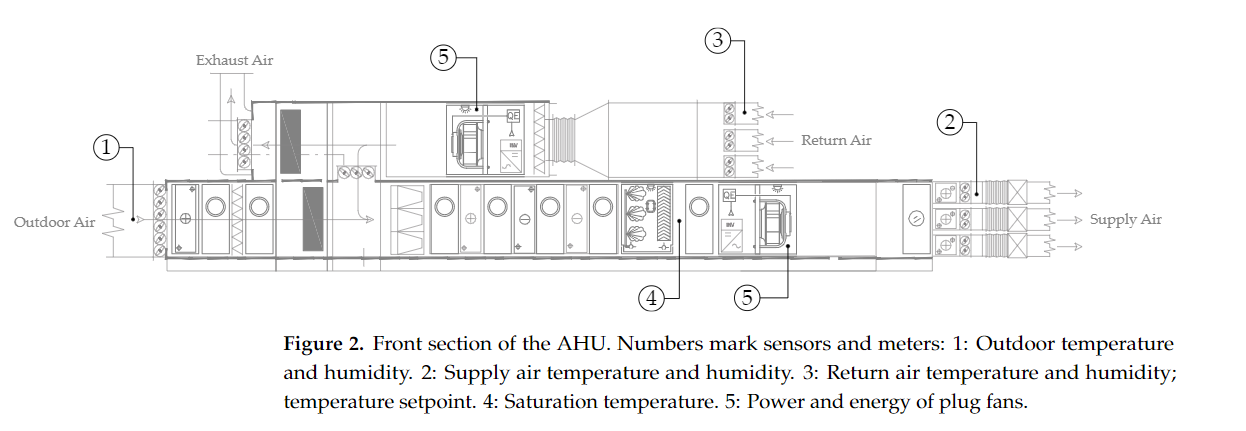 3
Exhaust Air
5
QE
1
2
Return Air
QE
Outdoor Air
Supply Air
4
5
Figure 2. Front section of the AHU. Numbers mark sensors and meters: 1: Outdoor temperature
and humidity. 2: Supply air temperature and humidity. 3: Return air temperature and humidity;
temperature setpoint. 4: Saturation temperature. 5: Power and energy of plug fans.